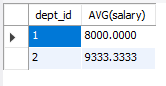 dept_id AVG(salary)
1 8000.0000
2 9333.3333